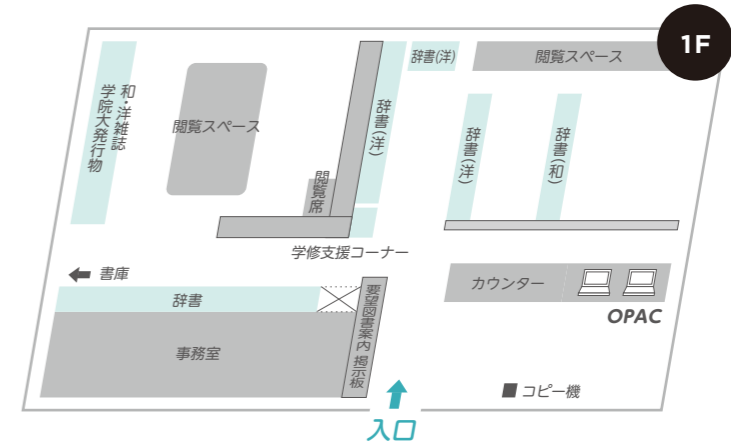 1F
辞書(洋)
閲覧スペース
和・洋雑誌
学院大発行物
閲覧スペース
辞書(洋)
辞書(洋)
辞書(和)
閲覧席
学修支援コーナー
書庫
カウンター
OPAC
辞書
要望図書案内 掲示板
事務室
コピー機
入口